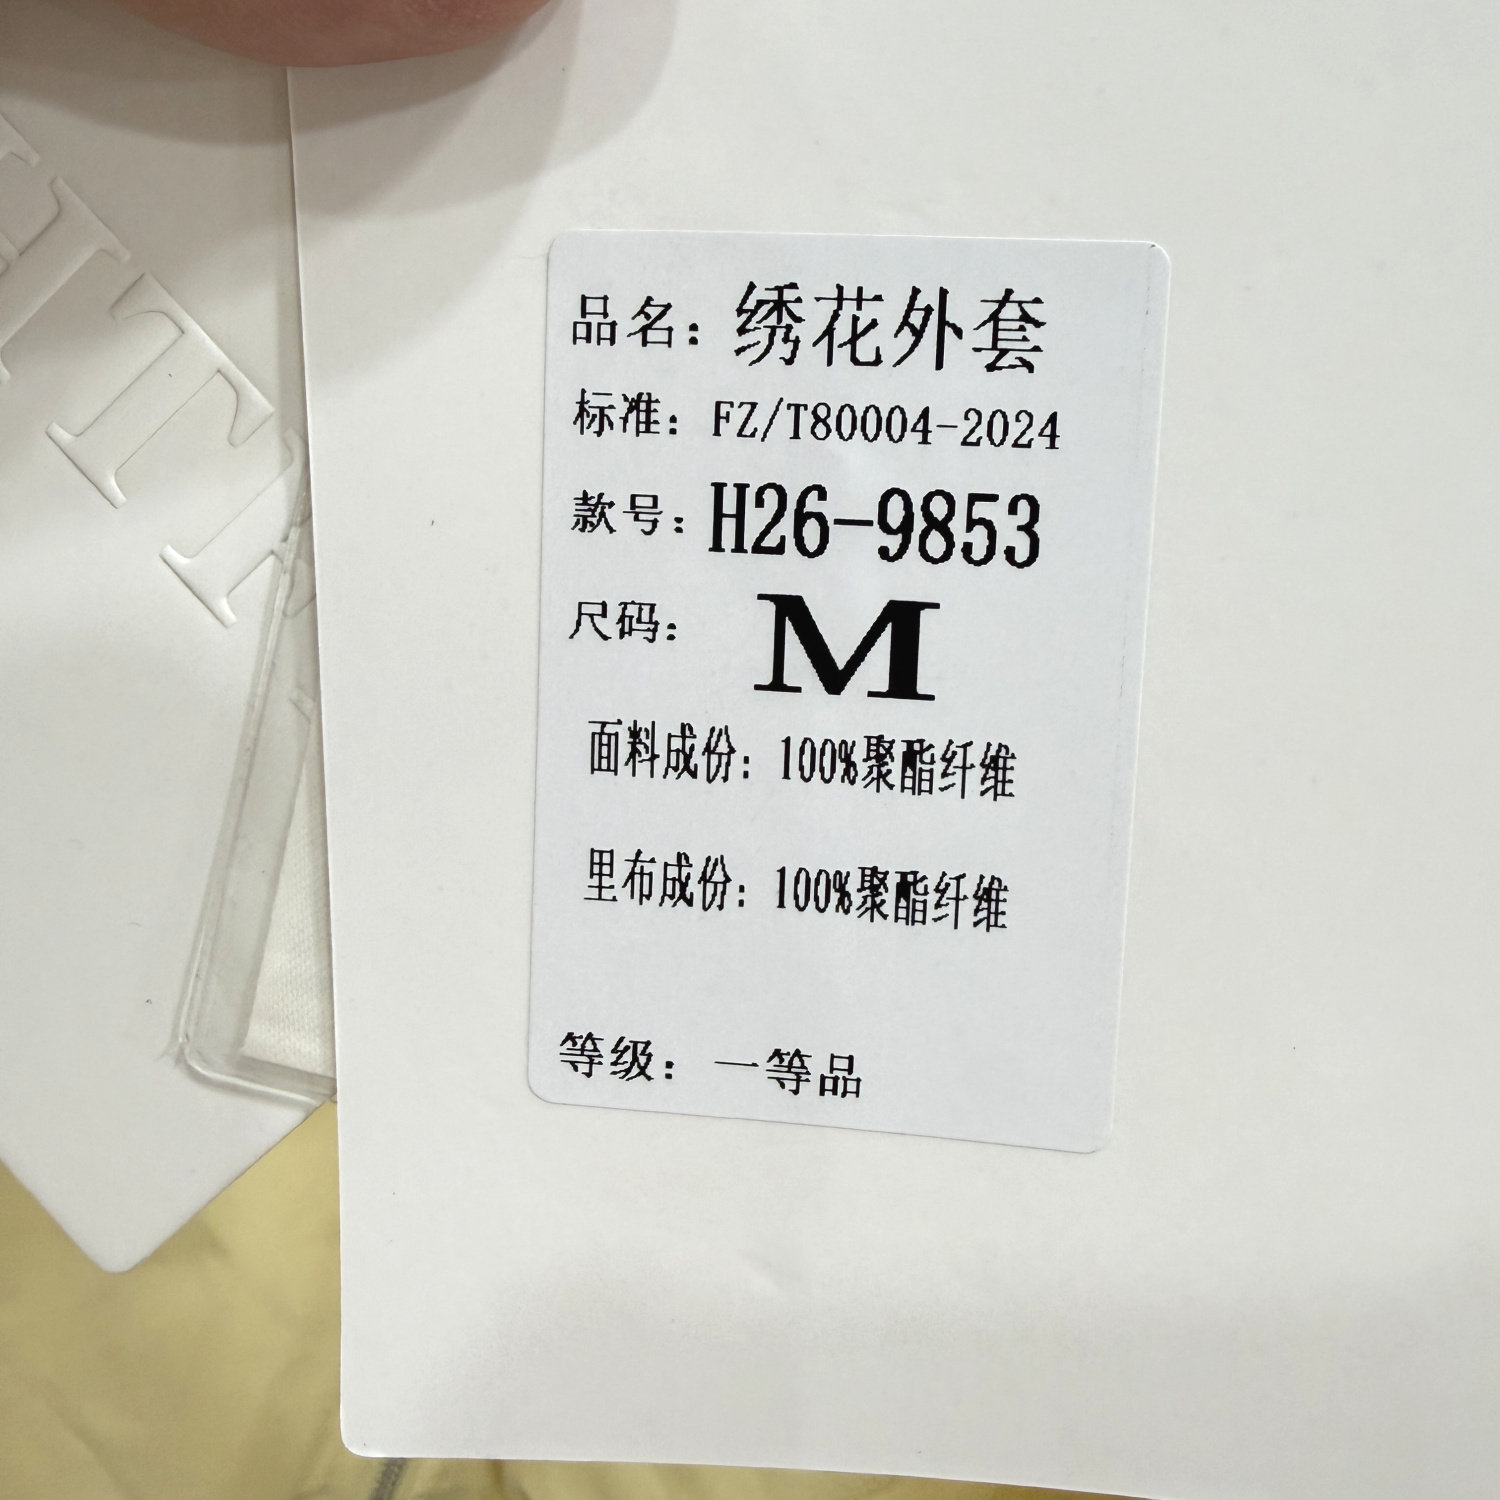 品名：绣花外套
标准：FZ/T80004-2024
款号：H26-9853
尺码：M
面料成份：100%聚酯纤维
里布成份：100%聚酯纤维
等级：一等品